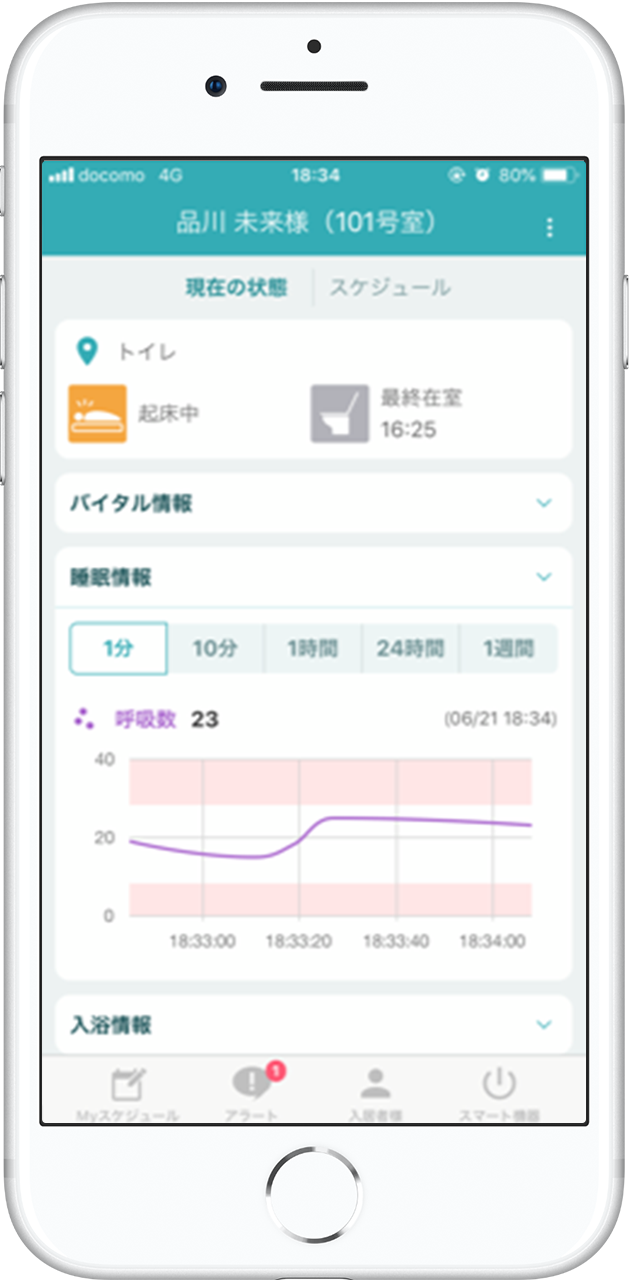 docomo 4G 18:34 80%
品川 未来様（101号室）
現在の状態 スケジュール
トイレ
起床中
最終在室
16:25
バイタル情報
睡眠情報
1分 10分 1時間 24時間 1週間
呼吸数 23 (06/21 18:34)
40
20
0
18:33:00 18:33:20 18:33:40 18:34:00
入浴情報
1
Myスケジュール アラート 入居者様 スマート機器